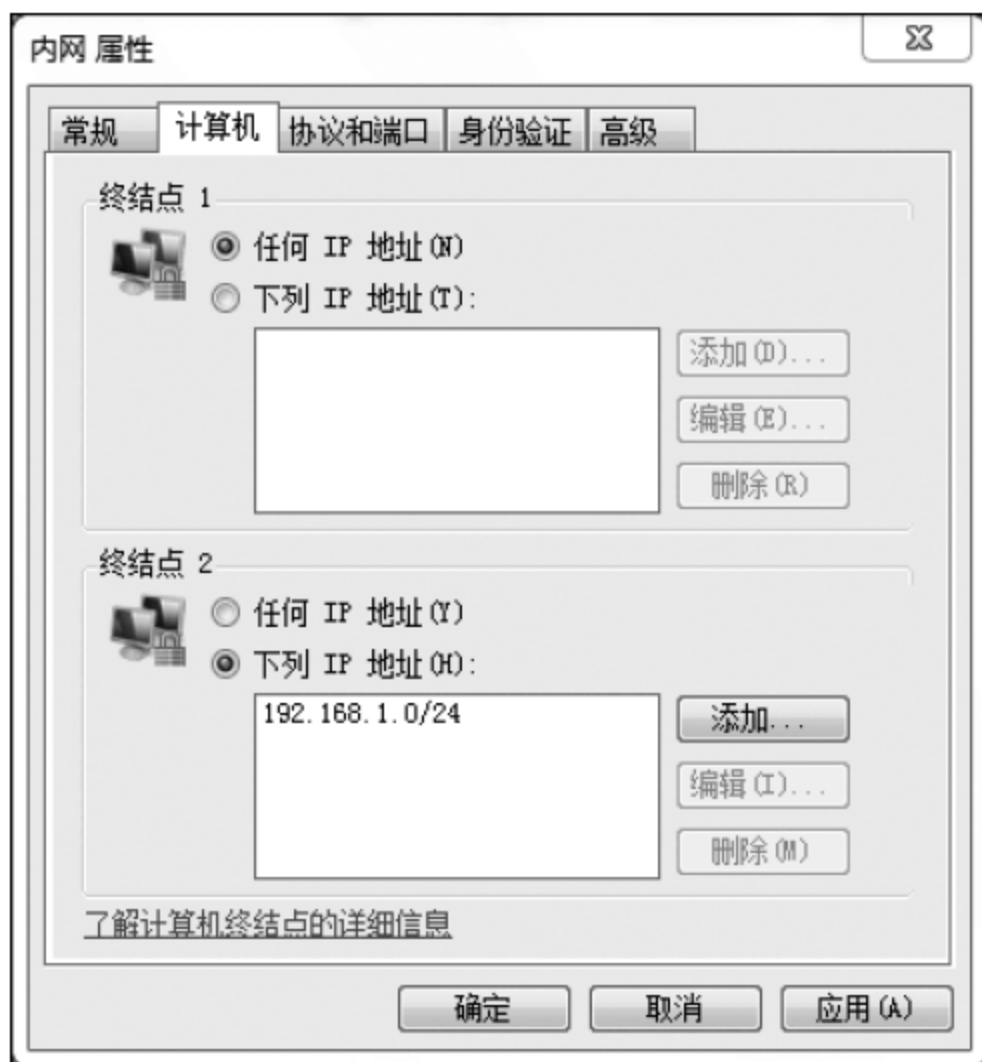 内网 属性
常规 计算机 协议和端口 身份验证 高级
终结点 1
任何 IP 地址(N)
下列 IP 地址(T):
添加(D)...
编辑(E)...
删除(R)
终结点 2
任何 IP 地址(Y)
下列 IP 地址(H):
192.168.1.0/24
添加...
编辑(I)...
删除(M)
了解计算机终结点的详细信息
确定 取消 应用(A)